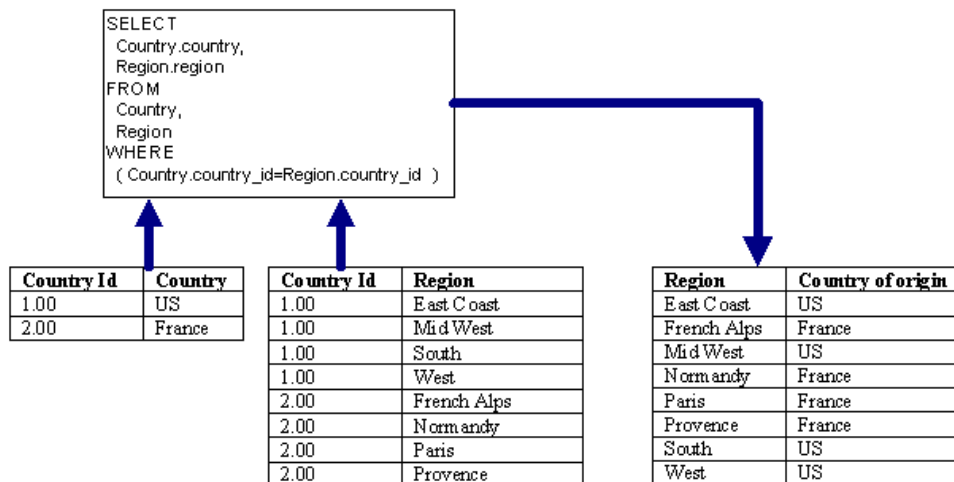 SELECT
Country.country,
Region.region
FROM
Country,
Region
WHERE
( Country.country_id=Region.country_id )
Country Id Country
1.00 US
2.00 France
Country Id Region
1.00 East Coast
1.00 Mid West
1.00 South
1.00 West
2.00 French Alps
2.00 Normandy
2.00 Paris
2.00 Provence
Region Country of origin
East Coast US
French Alps France
Mid West US
Normandy France
Paris France
Provence France
South US
West US